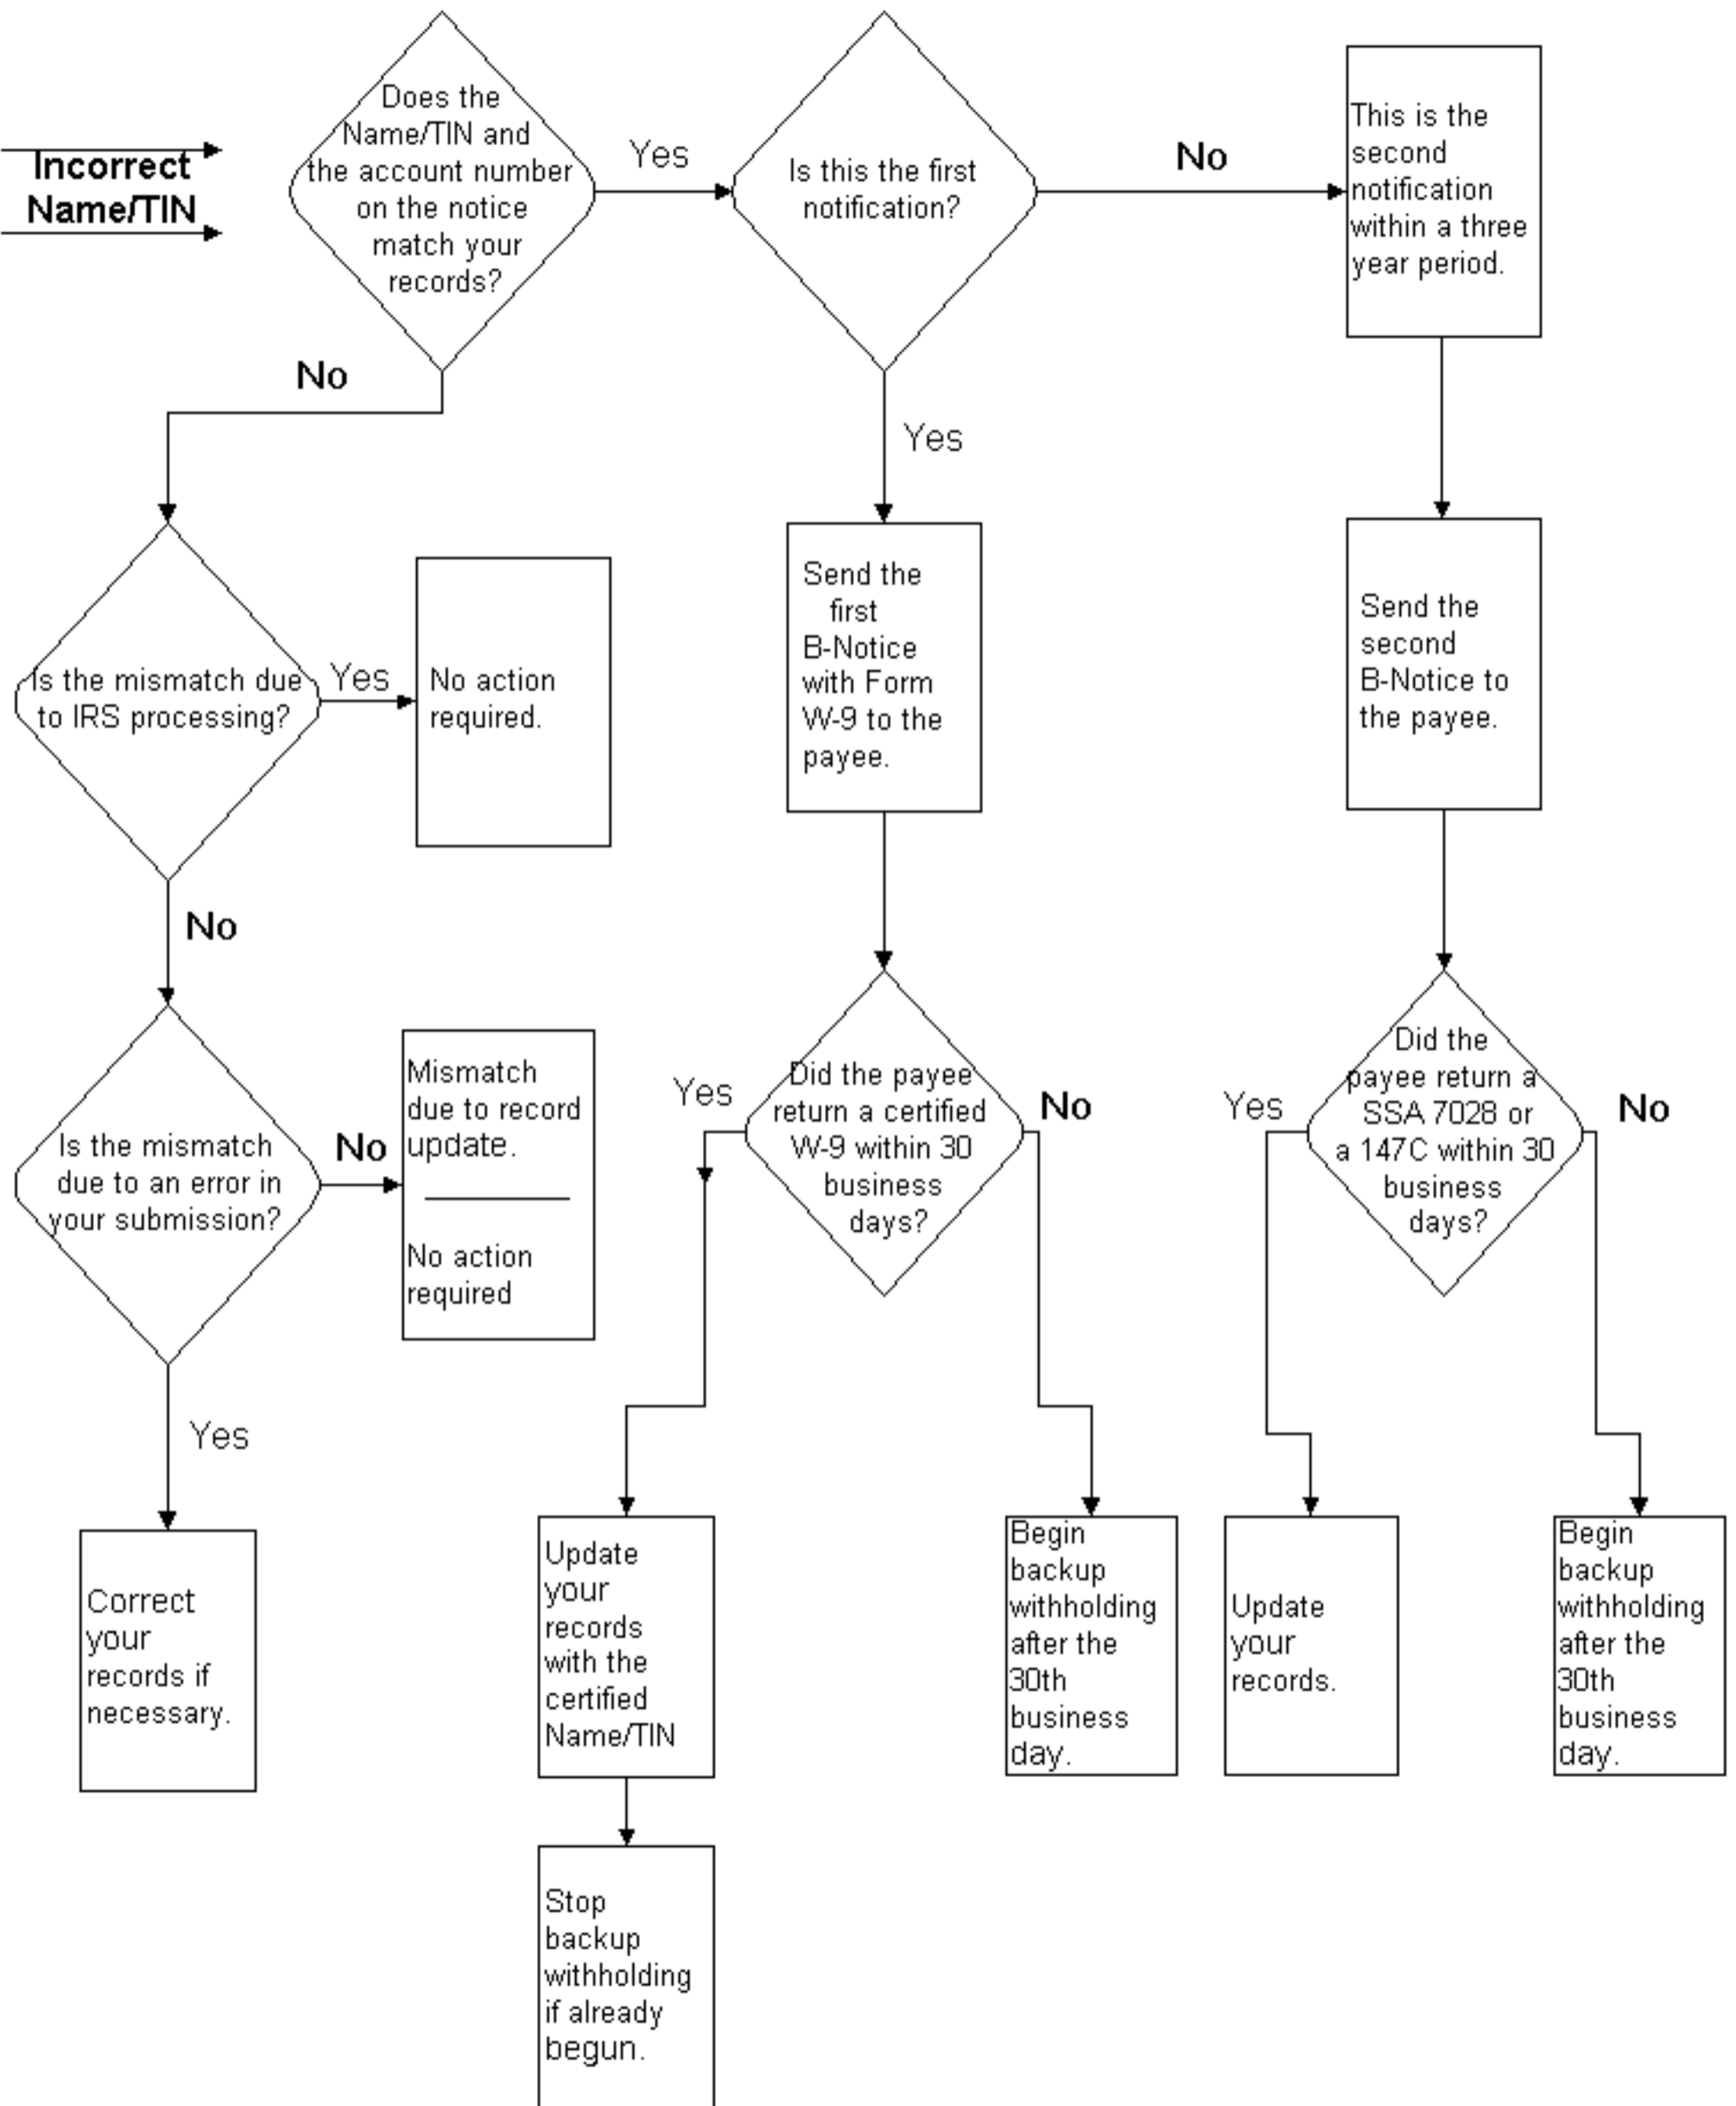 Incorrect
Name/TIN
Does the
Name/TIN and
the account number
on the notice
match your
records?
Yes
Is this the first
notification?
No
This is the
second
notification
within a three
year period.
No
Yes
Is the mismatch due
to IRS processing?
Yes
No action
required.
Send the
first
B-Notice
with Form
W-9 to the
payee.
Send the
second
B-Notice to
the payee.
No
Is the mismatch
due to an error in
your submission?
No
Mismatch
due to record
update.
No action
required
Yes
Did the payee
return a certified
W-9 within 30
business
days?
No
Yes
Did the
payee return a
SSA 7028 or
a 147C within 30
business
days?
No
Yes
Correct
your
records if
necessary.
Update
your
records
with the
certified
Name/TIN
Begin
backup
withholding
after the
30th
business
day.
Update
your
records.
Begin
backup
withholding
after the
30th
business
day.
Stop
backup
withholding
if already
begun.